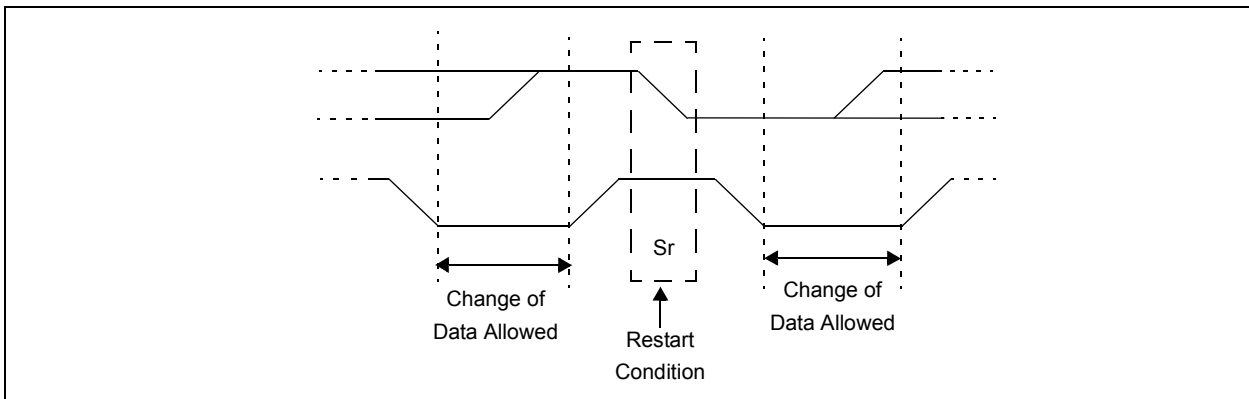 Sr
Change of
Data Allowed
Restart
Condition
Change of
Data Allowed